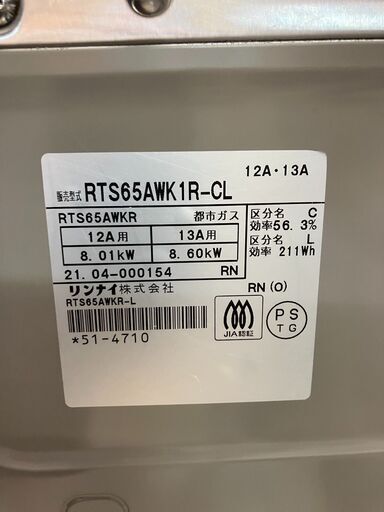 12A・13A
販売型式 RTS65AWK1R-CL
RTS65AWKR 都市ガス
12A用 13A用
8.01kW 8.60kW
区分名 C
効率56.3%
区分名 L
効率 211Wh
21.04-000154 RN
リンナイ株式会社
RN(O)
RTS65AWKR-L
*51-4710
JIA認証
PS
TG